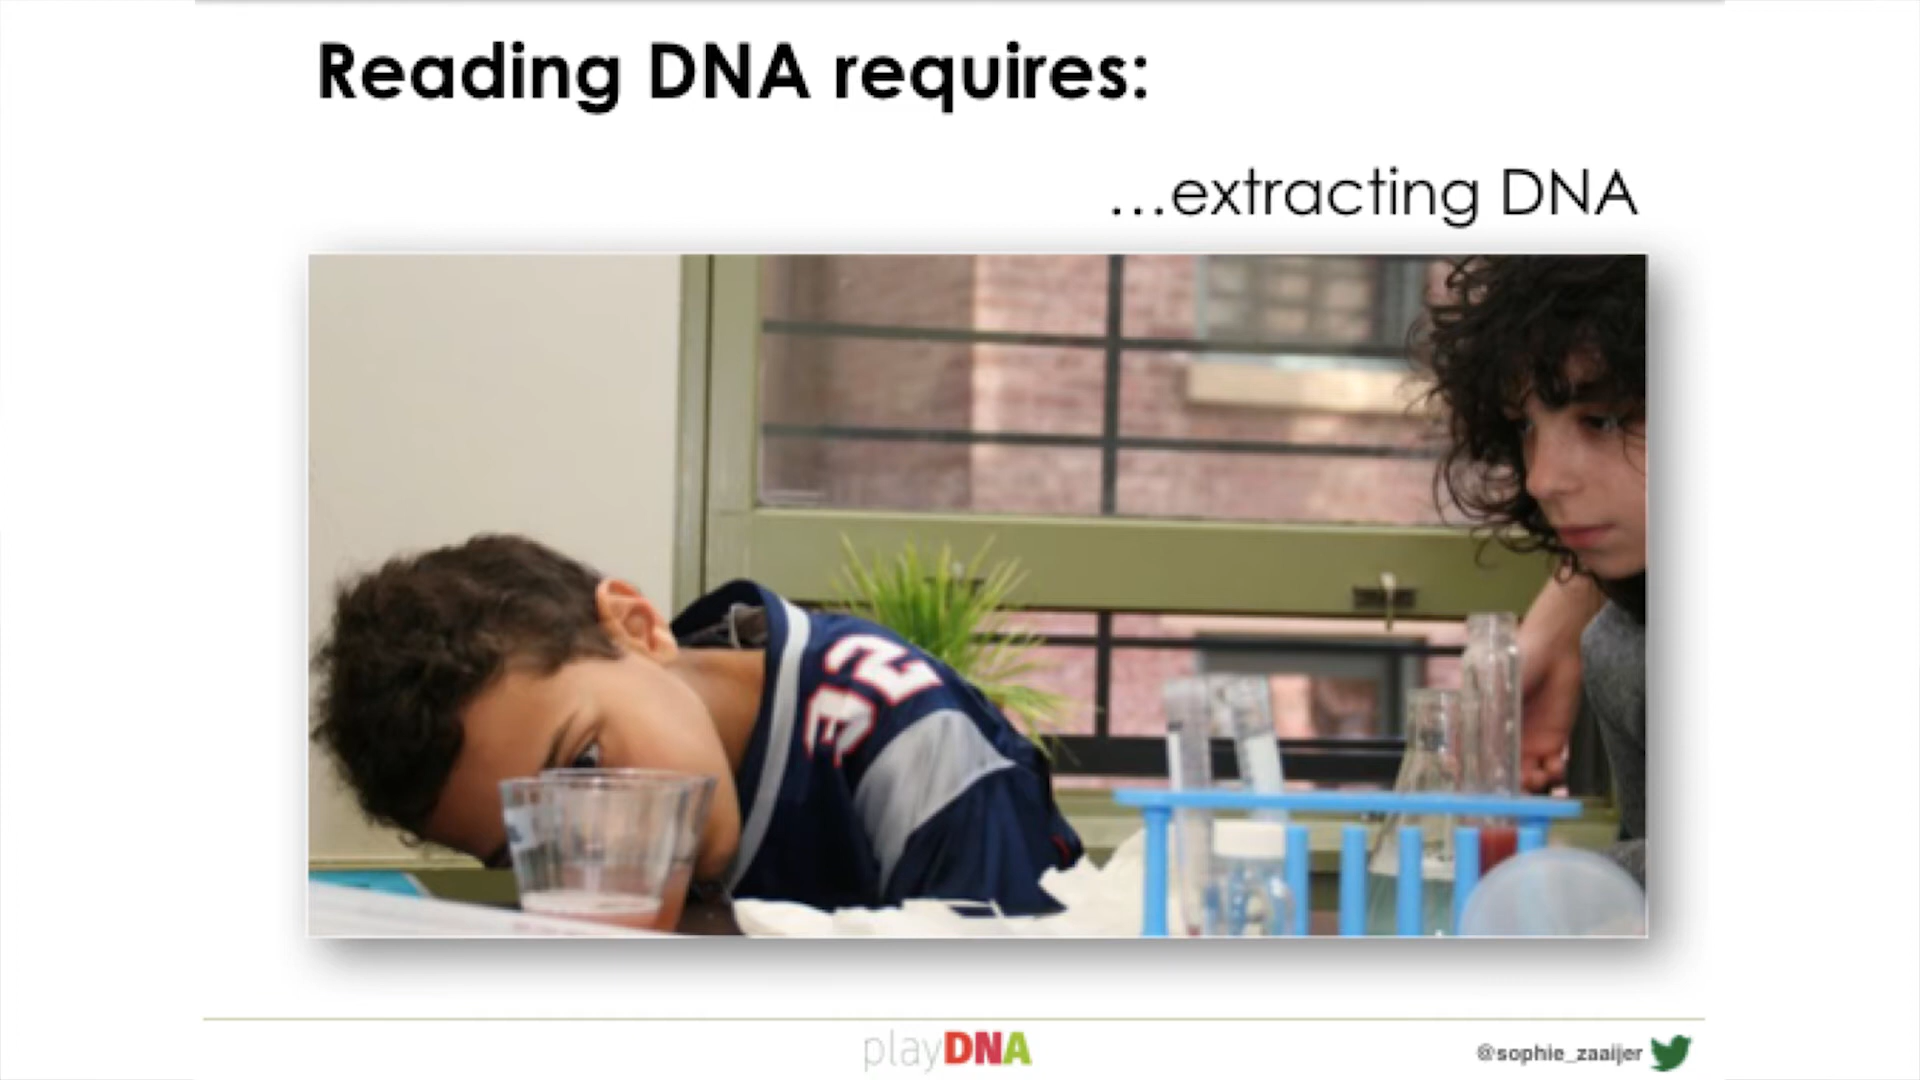 Reading DNA requires:
...extracting DNA
32
playDNA
@sophie_zaaijer